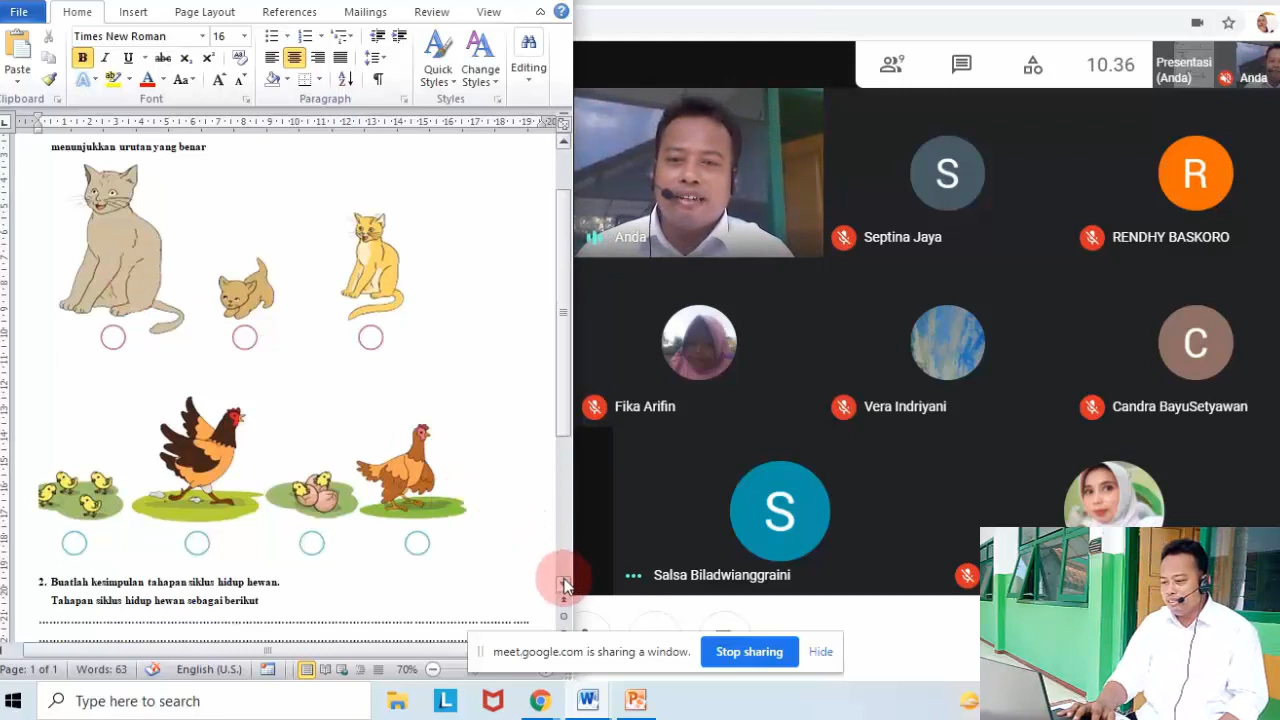 File Home Insert Page Layout References Mailings Review View
Times New Roman 16
Paste
Quick Styles
Change Styles
Editing
Clipboard Font Paragraph Styles
menunjukkan urutan yang benar
2. Buatlah kesimpulan tahapan siklus hidup hewan.
Tahapan siklus hidup hewan sebagai berikut
Page: 1 of 1 Words: 63 English (U.S.) 70%
Type here to search
meet.google.com is sharing a window. Stop sharing Hide
9
10.36
Presentasi (Anda)
Anda
Anda
S
Septina Jaya
R
RENDHY BASKORO
Fika Arifin
Vera Indriyani
C
Candra BayuSetyawan
S
Salsa Biladwianggraini